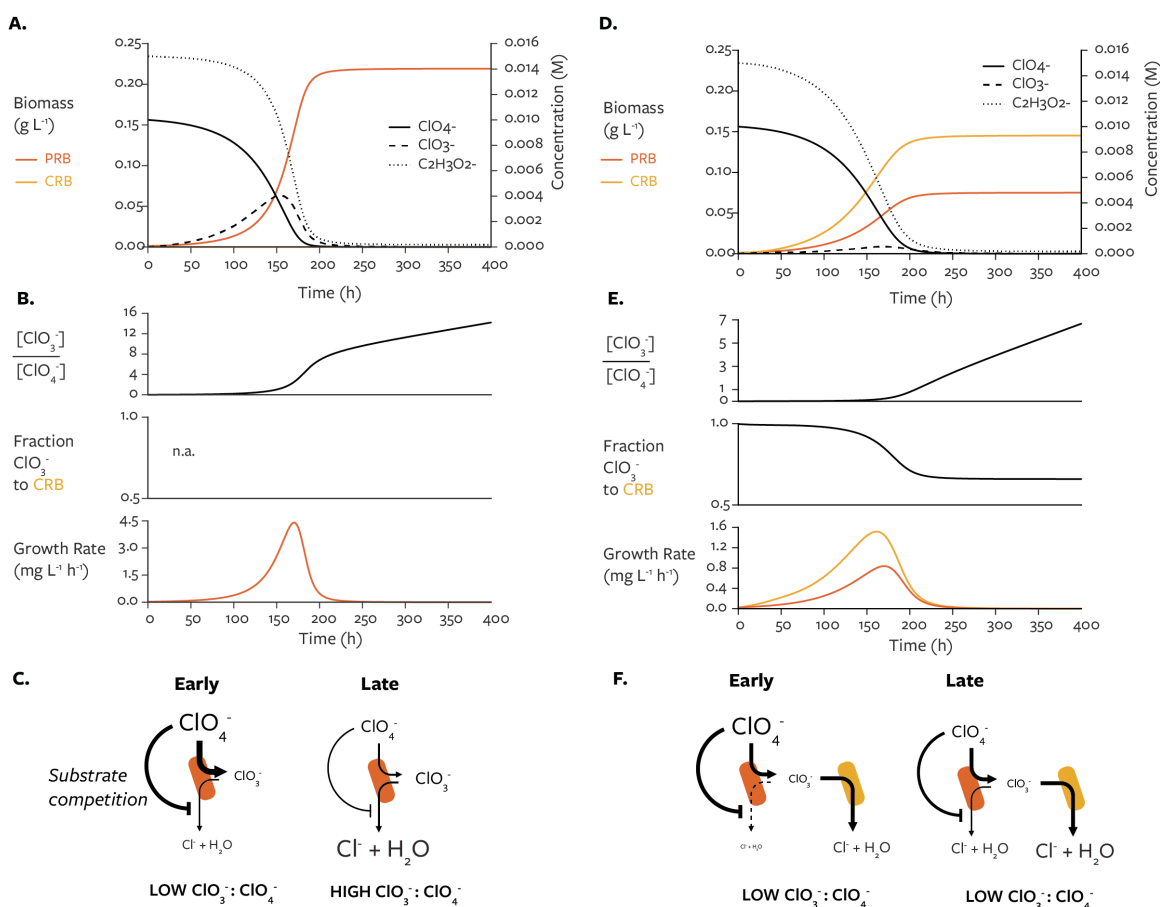 A.
0.25
0.20
0.15
0.10
0.05
0.00
Biomass
(g L⁻¹)
PRB
CRB
ClO4-
ClO3-
C2H3O2-
0.016
0.014
0.012
0.010
0.008
0.006
0.004
0.002
0.000
Concentration (M)
0 50 100 150 200 250 300 350 400
Time (h)
B.
[ClO₃⁻]
[ClO₄⁻]
16
12
8
4
0
Fraction
ClO₃⁻
to CRB
1.0
n.a.
0.5
Growth Rate
(mg L⁻¹ h⁻¹)
4.5
3.0
1.5
0.0
0 50 100 150 200 250 300 350 400
Time (h)
C.
Early
Late
ClO₄⁻
ClO₃⁻
Cl⁻ + H₂O
ClO₄⁻
ClO₃⁻
Cl⁻ + H₂O
Substrate
competition
LOW ClO₃⁻: ClO₄⁻
HIGH ClO₃⁻: ClO₄⁻
D.
0.25
0.20
0.15
0.10
0.05
0.00
Biomass
(g L⁻¹)
PRB
CRB
ClO4-
ClO3-
C2H3O2-
0.016
0.014
0.012
0.010
0.008
0.006
0.004
0.002
0.000
Concentration (M)
0 50 100 150 200 250 300 350 400
Time (h)
E.
[ClO₃⁻]
[ClO₄⁻]
7
5
3
1
0
Fraction
ClO₃⁻
to CRB
1.0
0.5
Growth Rate
(mg L⁻¹ h⁻¹)
1.6
1.2
0.8
0.4
0.0
0 50 100 150 200 250 300 350 400
Time (h)
F.
Early
Late
ClO₄⁻
ClO₃⁻
Cl⁻ + H₂O
Cl⁻ + H₂O
ClO₄⁻
ClO₃⁻
Cl⁻ + H₂O
Cl⁻ + H₂O
LOW ClO₃⁻: ClO₄⁻
LOW ClO₃⁻: ClO₄⁻